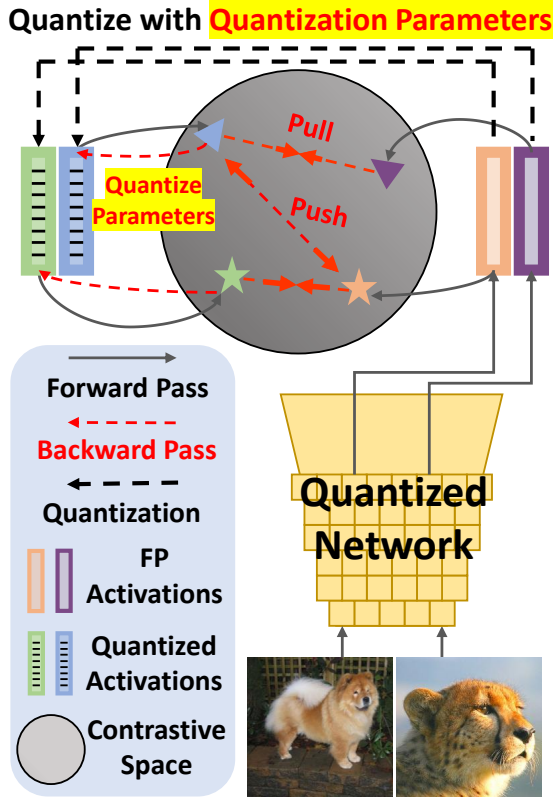 Quantize with Quantization Parameters
Pull
Quantize
Parameters
Push
Forward Pass
Backward Pass
Quantization
FP
Activations
Quantized
Activations
Contrastive
Space
Quantized
Network